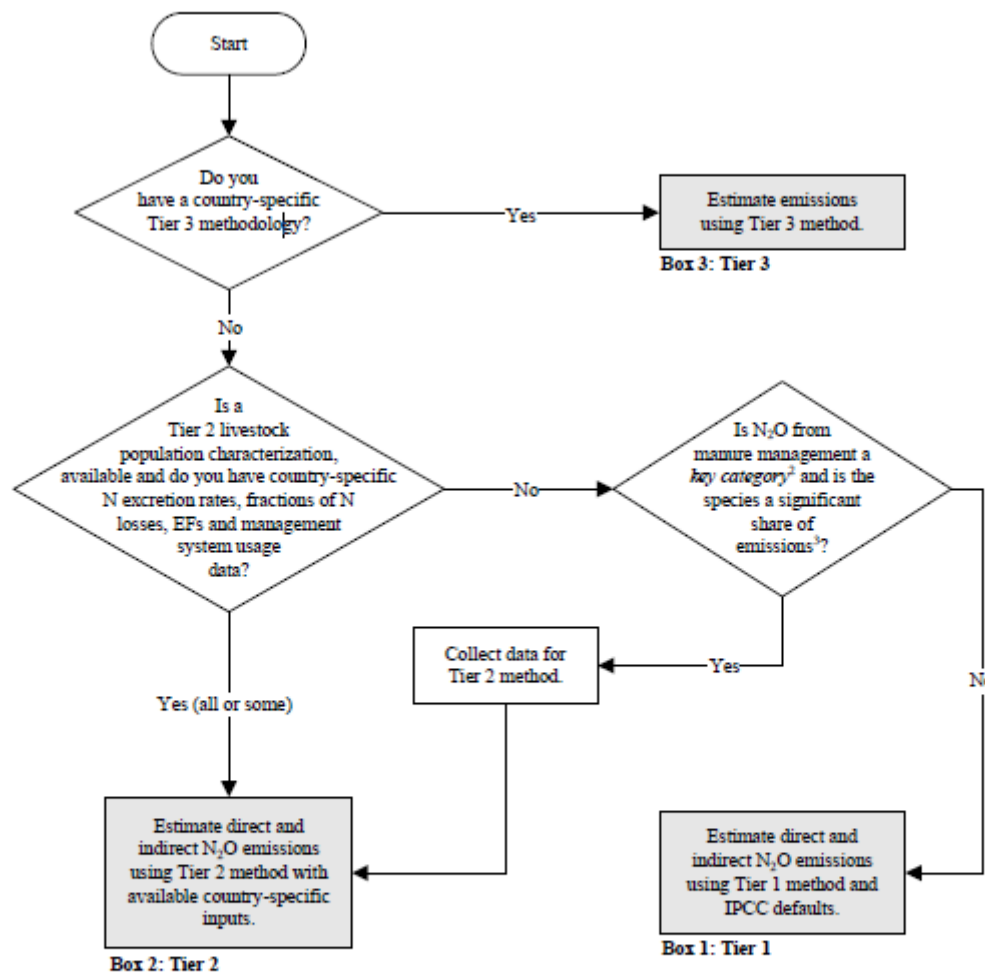 Start
Do you
have a country-specific
Tier 3 methodology?
Yes
Estimate emissions
using Tier 3 method.
Box 3: Tier 3
No
Is a
Tier 2 livestock
population characterization,
available and do you have country-specific
N excretion rates, fractions of N
losses, EFs and management
system usage
data?
No
Is N₂O from
manure management a
key category² and is the
species a significant
share of
emissions³?
Collect data for
Tier 2 method.
Yes
No
Yes (all or some)
Estimate direct and
indirect N₂O emissions
using Tier 2 method with
available country-specific
inputs.
Box 2: Tier 2
Estimate direct and
indirect N₂O emissions
using Tier 1 method and
IPCC defaults.
Box 1: Tier 1